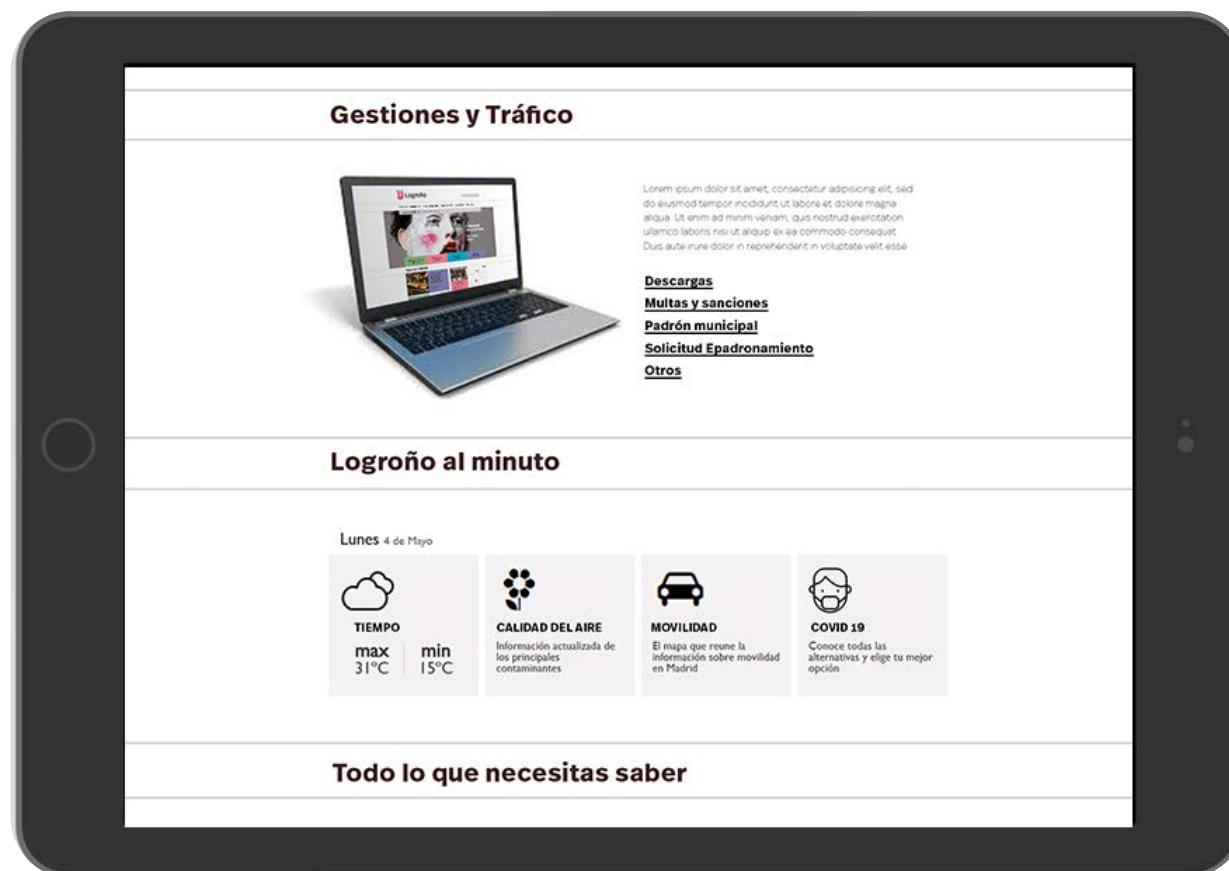 Gestiones y Tráfico
Logroño
Lorem ipsum dolor sit amet, consectetur adipisicing elit, sed
do eiusmod tempor incididunt ut labore et dolore magna
aliqua. Ut enim ad minim veniam, quis nostrud exercitation
ullamco laboris nisi ut aliquip ex ea commodo consequat.
Duis aute irure dolor in reprehenderit in voluptate velit esse
Descargas
Multas y sanciones
Padrón municipal
Solicitud Epadronamiento
Otros
Logroño al minuto
Lunes 4 de Mayo
TIEMPO
max min
31ºC 15ºC
CALIDAD DEL AIRE
Información actualizada de
los principales
contaminantes
MOVILIDAD
El mapa que reune la
información sobre movilidad
en Madrid
COVID 19
Conoce todas las
alternativas y elige tu mejor
opción
Todo lo que necesitas saber